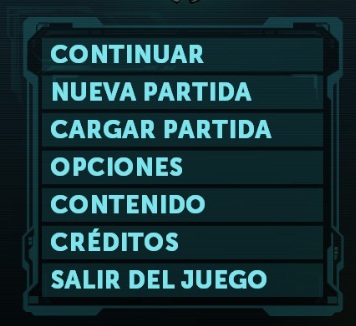 CONTINUAR
NUEVA PARTIDA
CARGAR PARTIDA
OPCIONES
CONTENIDO
CRÉDITOS
SALIR DEL JUEGO